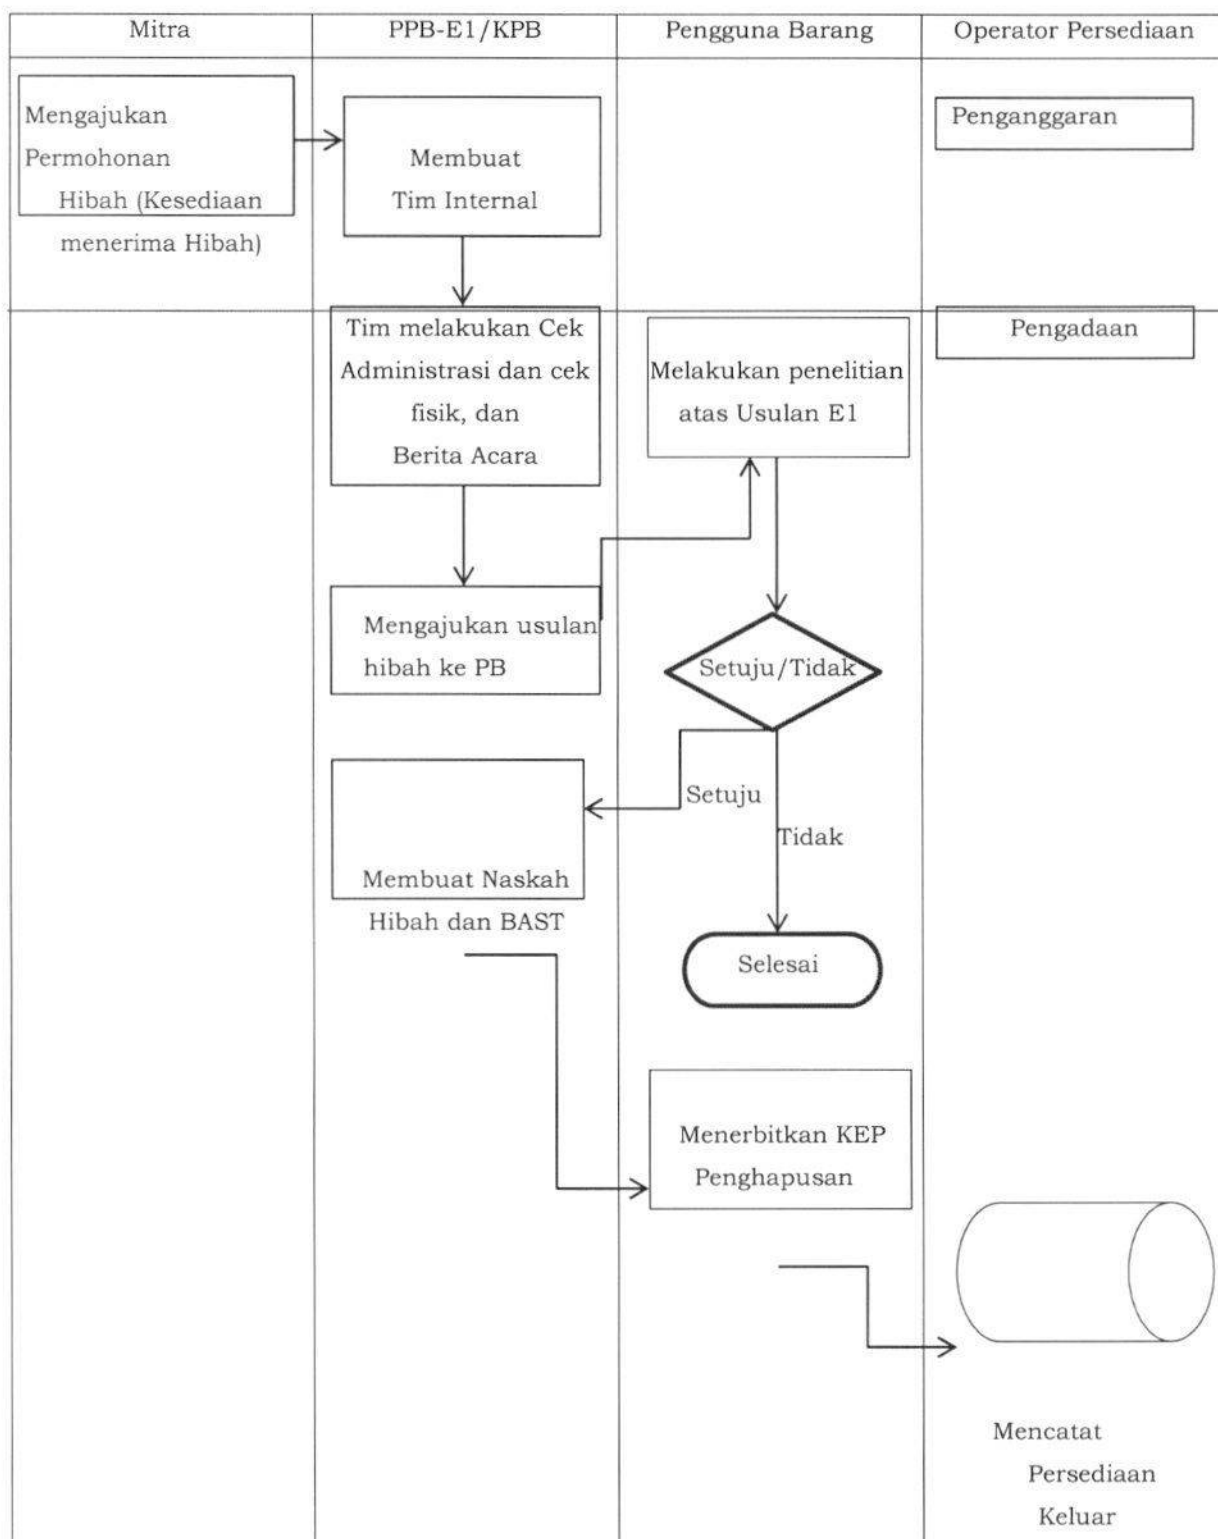 Mitra
PPB-E1/KPB
Pengguna Barang
Operator Persediaan
Mengajukan
Permohonan
Hibah (Kesediaan
menerima Hibah)
Membuat
Tim Internal
Penganggaran
Tim melakukan Cek
Administrasi dan cek
fisik, dan
Berita Acara
Melakukan penelitian
atas Usulan E1
Pengadaan
Mengajukan usulan
hibah ke PB
Setuju/Tidak
Setuju
Tidak
Membuat Naskah
Hibah dan BAST
Selesai
Menerbitkan KEP
Penghapusan
Mencatat
Persediaan
Keluar